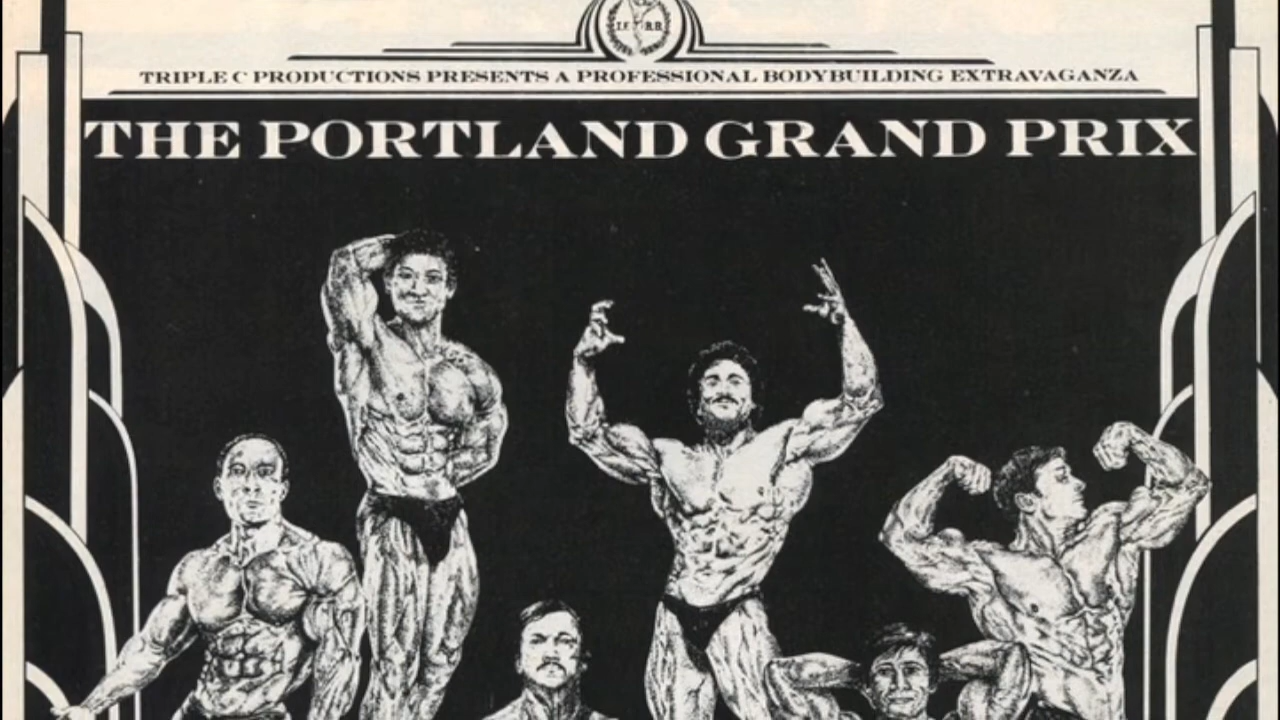 I.F.B.B.
TRIPLE C PRODUCTIONS PRESENTS A PROFESSIONAL BODYBUILDING EXTRAVAGANZA
THE PORTLAND GRAND PRIX